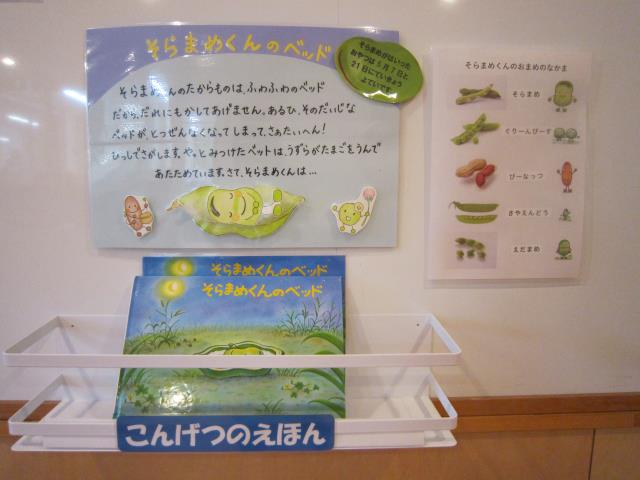 そらまめくんのベッド
そらまめがはいった
おやつは5月7日と
21日にていきょう
よていです。
そらまめくんのたからものは、ふわふわのベッド
だから、だれにもかしてあげません。あるひ、そのだいじな
ベッドが、とつぜんなくなってしまって、さぁたいへん!
ひっしでさがします。や。とみつけたベットは、うずらがたまごをうんで
あたためています。さて、そらまめくんは…
そらまめくんのおまめのなかま
そらまめ
ぐりーんぴーす
ぴーなっつ
さやえんどう
えだまめ
そらまめくんのベッド
そらまめくんのベッド
こんげつのえほん